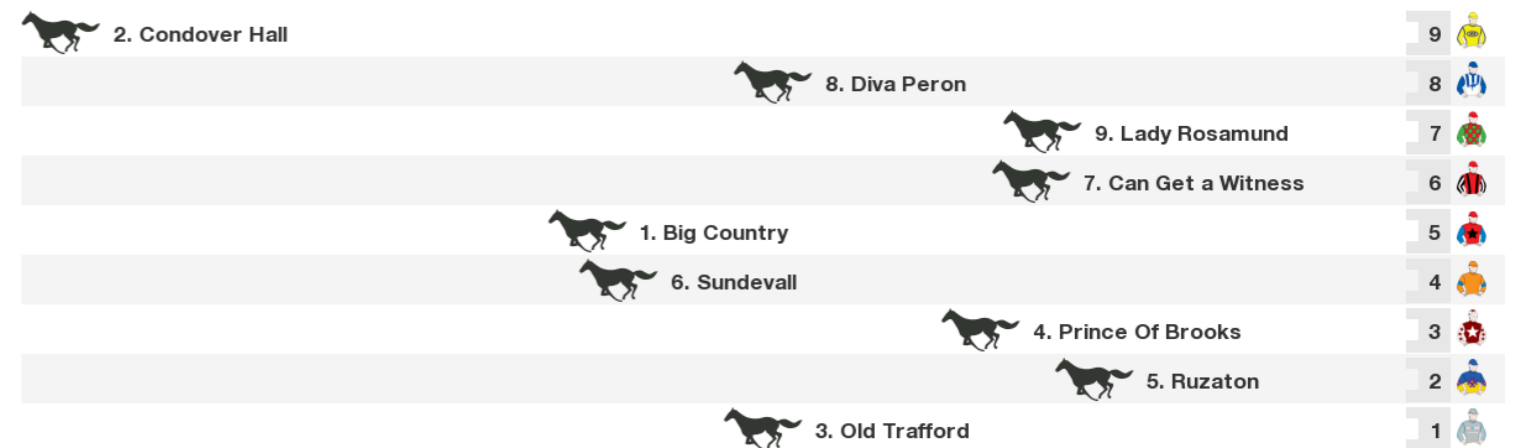 2. Condover Hall 9
8. Diva Peron 8
9. Lady Rosamund 7
7. Can Get a Witness 6
1. Big Country 5
6. Sundevall 4
4. Prince Of Brooks 3
5. Ruzaton 2
3. Old Trafford 1